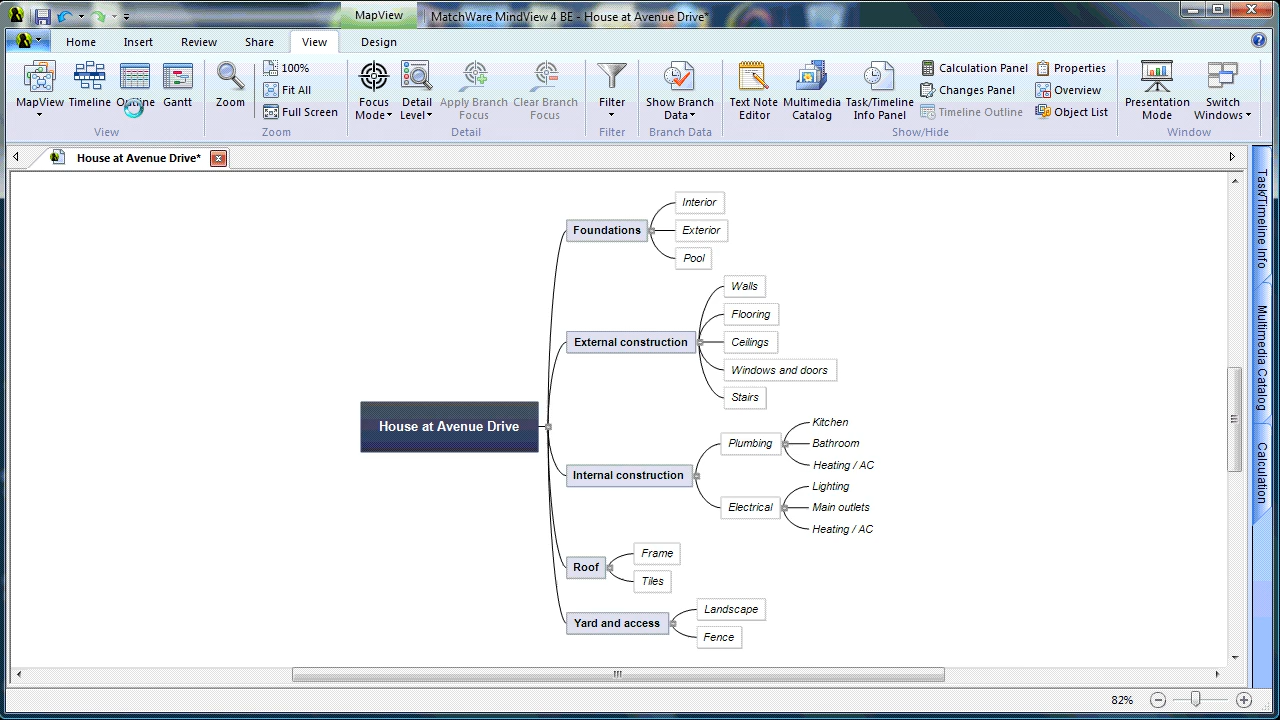 MapView
MatchWare MindView 4 BE - House at Avenue Drive*
Home
Insert
Review
Share
View
Design
MapView
Timeline
Gantt
View
Zoom
100%
Fit All
Full Screen
Zoom
Focus Mode
Detail Level
Apply Branch Focus
Clear Branch Focus
Detail
Filter
Filter
Show Branch Data
Branch Data
Text Note Editor
Multimedia Catalog
Task/Timeline Info Panel
Calculation Panel
Changes Panel
Timeline Outline
Properties
Overview
Object List
Show/Hide
Presentation Mode
Switch Windows
Window
House at Avenue Drive*
Interior
Foundations
Exterior
Pool
Walls
Flooring
External construction
Ceilings
Windows and doors
Stairs
House at Avenue Drive
Kitchen
Plumbing
Bathroom
Heating / AC
Internal construction
Lighting
Electrical
Main outlets
Heating / AC
Frame
Roof
Tiles
Landscape
Yard and access
Fence
Task/Timeline Info
Multimedia Catalog
Calculation
82%